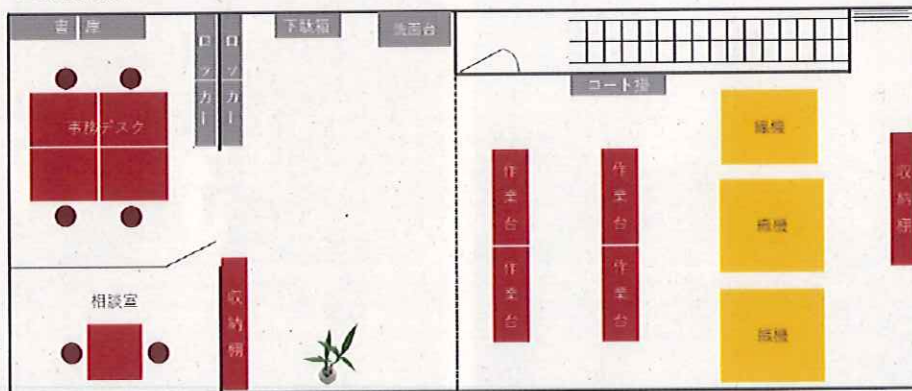 書庫
ロッカー
ロッカー
下駄箱
洗面台
コート掛
事務デスク
相談室
収納棚
作業台
作業台
作業台
作業台
織機
織機
織機
収納棚